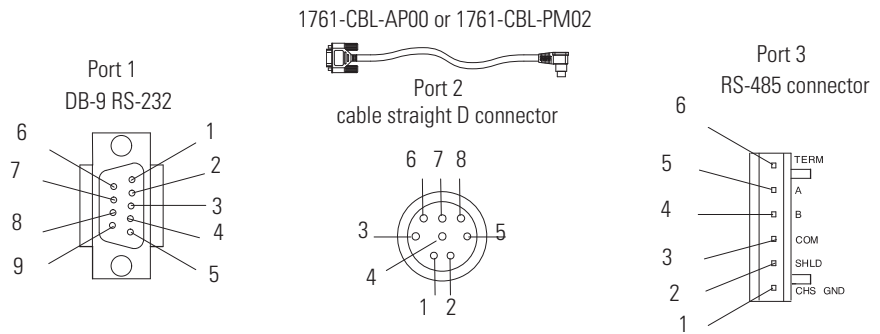 1761-CBL-AP00 or 1761-CBL-PM02
Port 1
DB-9 RS-232
6
7
8
9
1
2
3
4
5
Port 2
cable straight D connector
6 7 8
3
5
4
1 2
Port 3
RS-485 connector
6
5
4
3
2
1
TERM
A
B
COM
SHLD
CHS GND